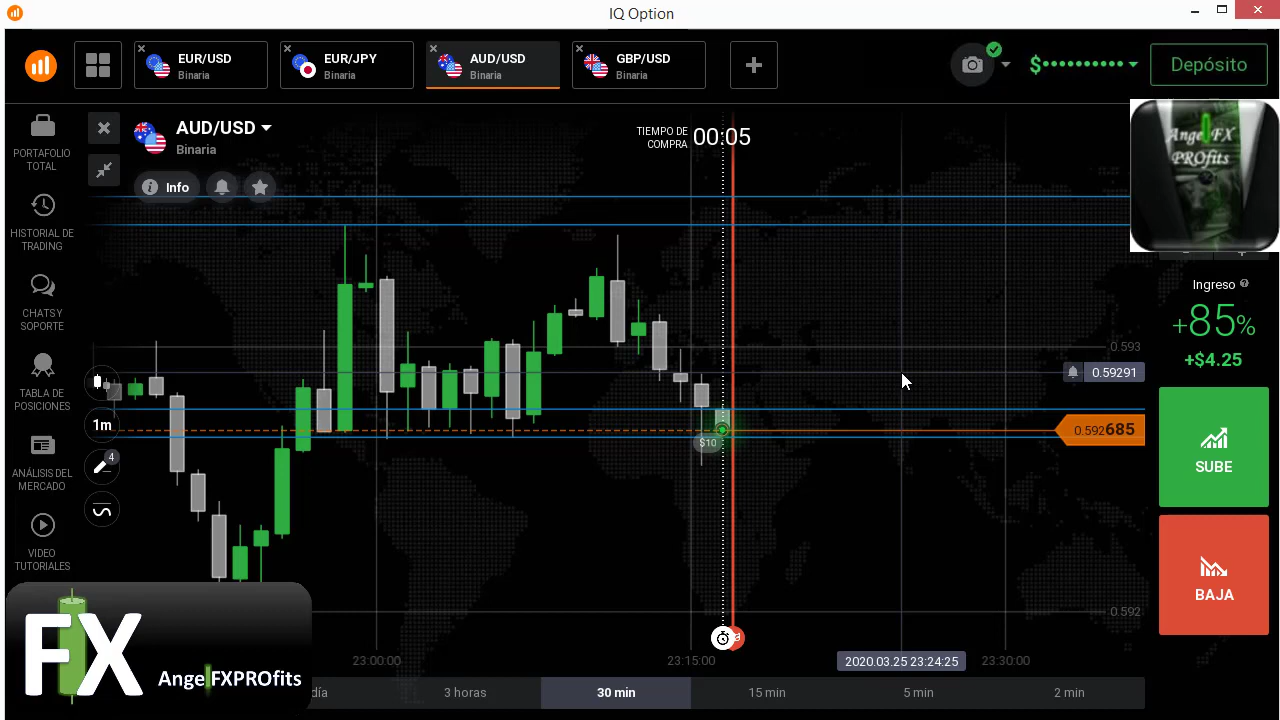 IQ Option
EUR/USD
Binaria
EUR/JPY
Binaria
AUD/USD
Binaria
GBP/USD
Binaria
$••••••••••
Depósito
PORTAFOLIO
TOTAL
HISTORIAL DE
TRADING
CHATS Y
SOPORTE
TABLA DE
POSICIONES
ANÁLISIS DEL
MERCADO
VIDEO
TUTORIALES
AUD/USD
Binaria
Info
TIEMPO DE
COMPRA
00:05
Angel FX
PROfits
Ingreso
+85%
+$4.25
SUBE
BAJA
0.593
0.59291
0.592685
0.592
1m
4
$10
23:00:00
23:15:00
2020.03.25 23:24:25
23:30:00
día
3 horas
30 min
15 min
5 min
2 min
FX
AngelFXPROfits